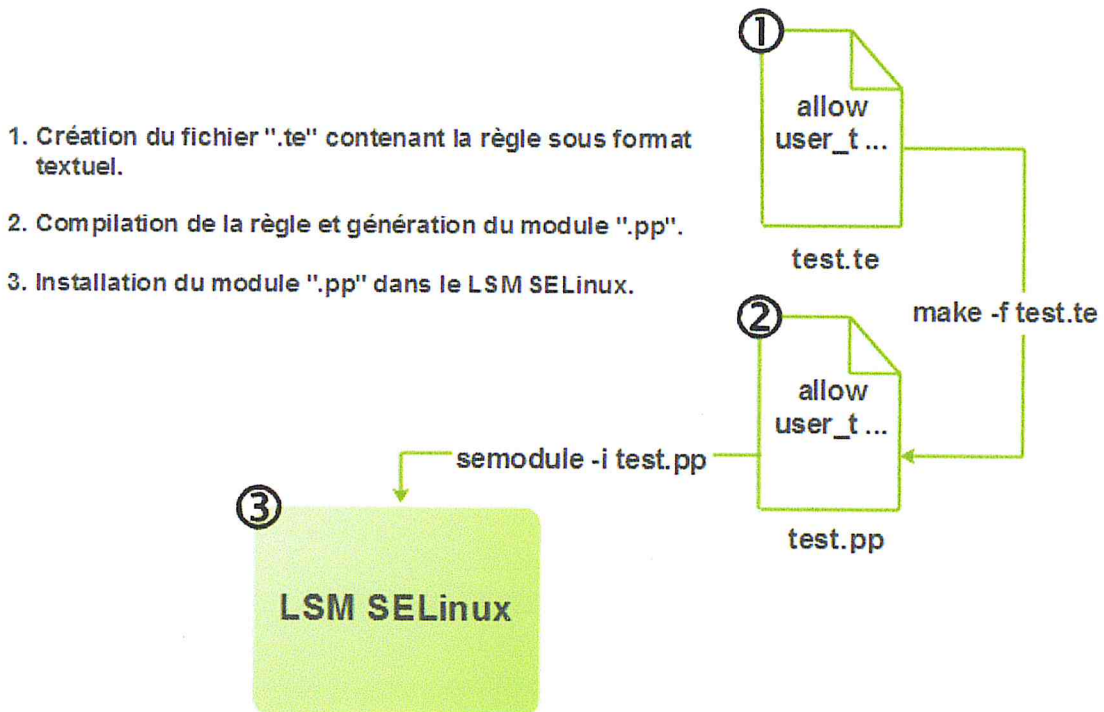 1. Création du fichier ".te" contenant la règle sous format
textuel.
2. Compilation de la règle et génération du module ".pp".
3. Installation du module ".pp" dans le LSM SELinux.
1
allow
user_t ...
test.te
make -f test.te
2
allow
user_t ...
test.pp
semodule -i test.pp
3
LSM SELinux